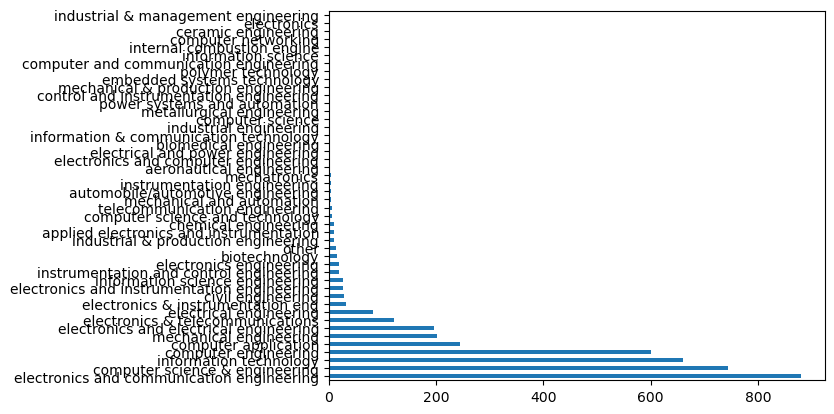 industrial & management engineering
electronics
ceramic engineering
computer networking
internal combustion engine
information science
computer and communication engineering
polymer technology
embedded systems technology
mechanical & production engineering
control and instrumentation engineering
power systems and automation
metallurgical engineering
computer science
industrial engineering
information & communication technology
biomedical engineering
electrical and power engineering
electronics and computer engineering
aeronautical engineering
mechatronics
instrumentation engineering
automobile/automotive engineering
mechanical and automation
telecommunication engineering
computer science and technology
chemical engineering
applied electronics and instrumentation
industrial & production engineering
other
biotechnology
electronics engineering
instrumentation and control engineering
information science engineering
electronics and instrumentation engineering
civil engineering
electronics & instrumentation eng
electrical engineering
electronics & telecommunications
electronics and electrical engineering
mechanical engineering
computer application
computer engineering
information technology
computer science & engineering
electronics and communication engineering
0 200 400 600 800